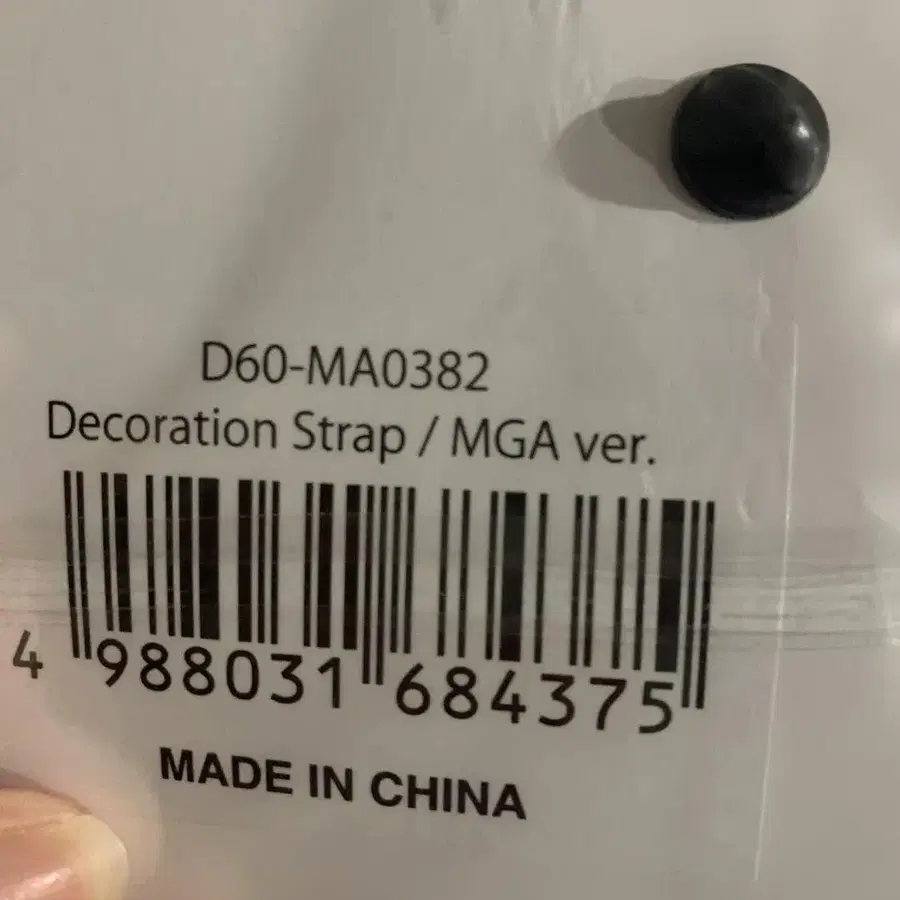 D60-MA0382
Decoration Strap / MGA ver.
4 988031 684375
MADE IN CHINA